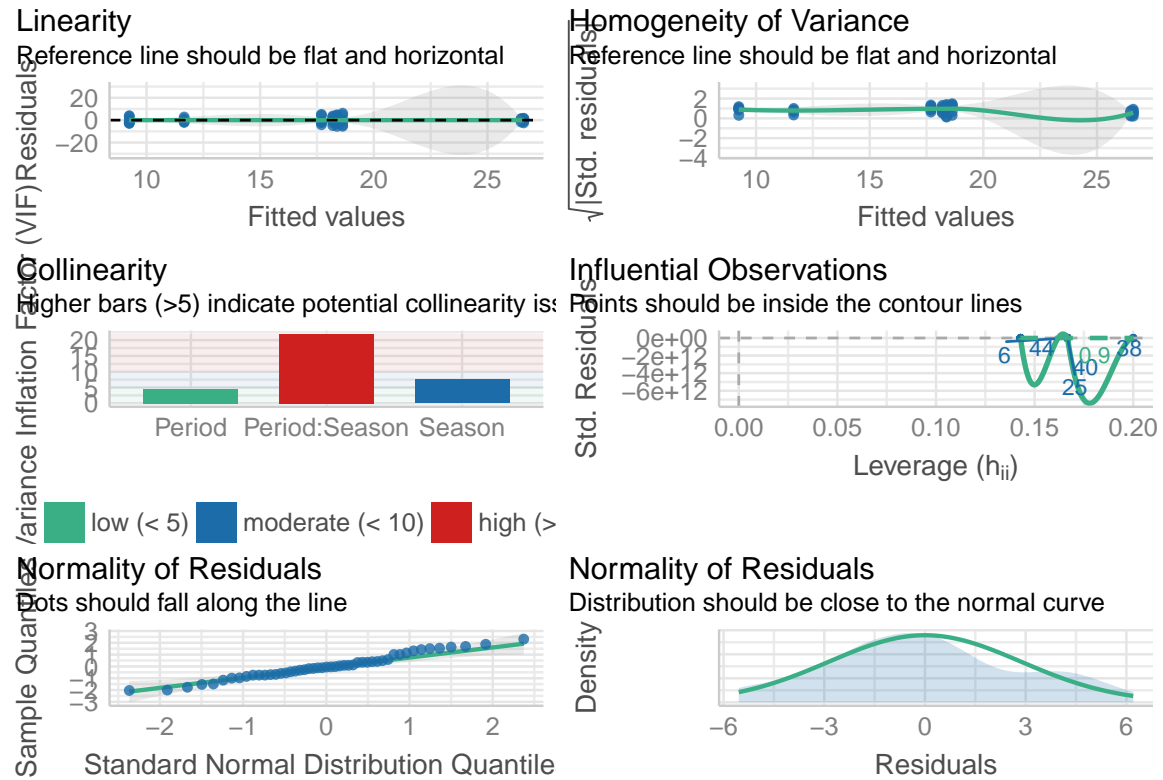 Linearity
Reference line should be flat and horizontal
Residuals
20
0
−20
10
15
20
25
Fitted values
Homogeneity of Variance
Reference line should be flat and horizontal
√|Std. residuals|
2
0
−2
−4
10
15
20
25
Fitted values
Collinearity
Higher bars (>5) indicate potential collinearity iss
Variance Inflation Factor (VIF)
20
15
10
5
0
Period
Period:Season
Season
low (< 5)
moderate (< 10)
high (>
Influential Observations
Points should be inside the contour lines
Std. Residuals
0e+00
−2e+12
−4e+12
−6e+12
6
44
0.9
38
40
25
0.00
0.05
0.10
0.15
0.20
Leverage (hii)
Normality of Residuals
Dots should fall along the line
Sample Quantiles
3
2
1
0
−1
−2
−3
−2
−1
0
1
2
Standard Normal Distribution Quantile
Normality of Residuals
Distribution should be close to the normal curve
Density
−6
−3
0
3
6
Residuals